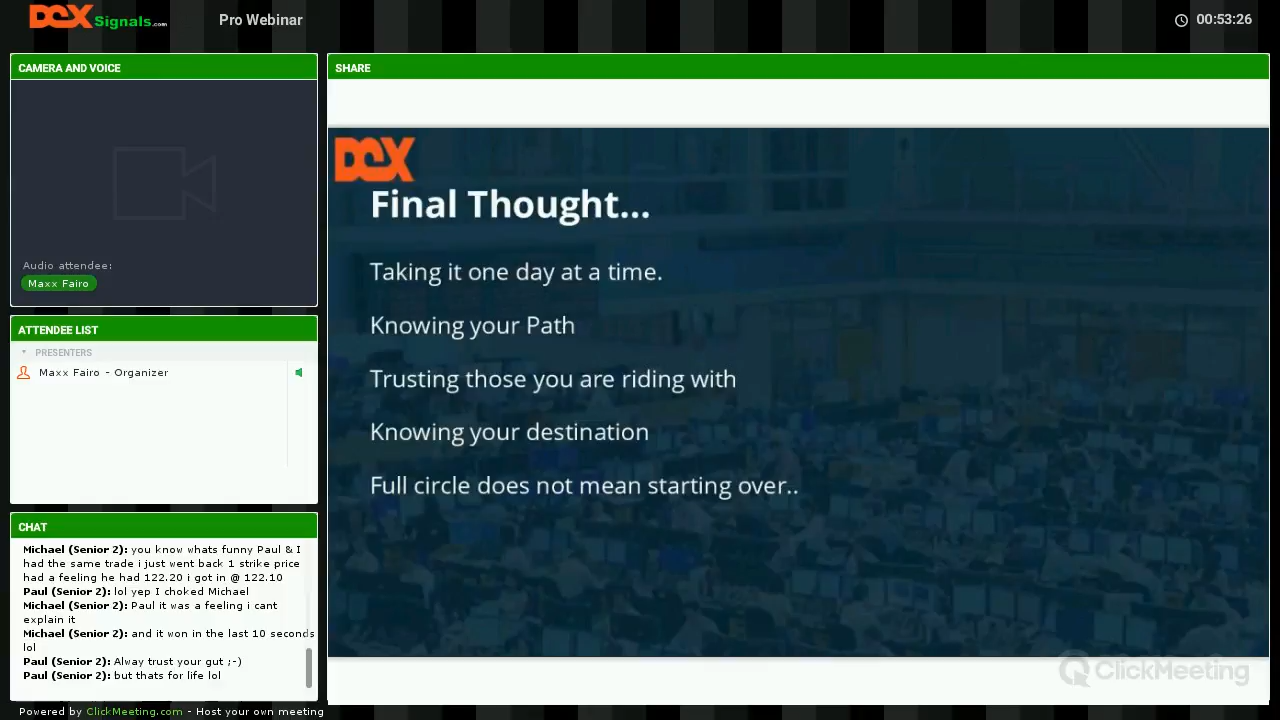 DCX Signals.com
Pro Webinar
00:53:26
CAMERA AND VOICE
Audio attendee:
Maxx Fairo
ATTENDEE LIST
PRESENTERS
Maxx Fairo - Organizer
CHAT
Michael (Senior 2): you know whats funny Paul & I
had the same trade i just went back 1 strike price
had a feeling he had 122.20 i got in @ 122.10
Paul (Senior 2): lol yep I choked Michael
Michael (Senior 2): Paul it was a feeling i cant
explain it
Michael (Senior 2): and it won in the last 10 seconds
lol
Paul (Senior 2): Alway trust your gut ;-)
Paul (Senior 2): but thats for life lol
Powered by ClickMeeting.com - Host your own meeting
SHARE
DCX
Final Thought...
Taking it one day at a time.
Knowing your Path
Trusting those you are riding with
Knowing your destination
Full circle does not mean starting over..
ClickMeeting